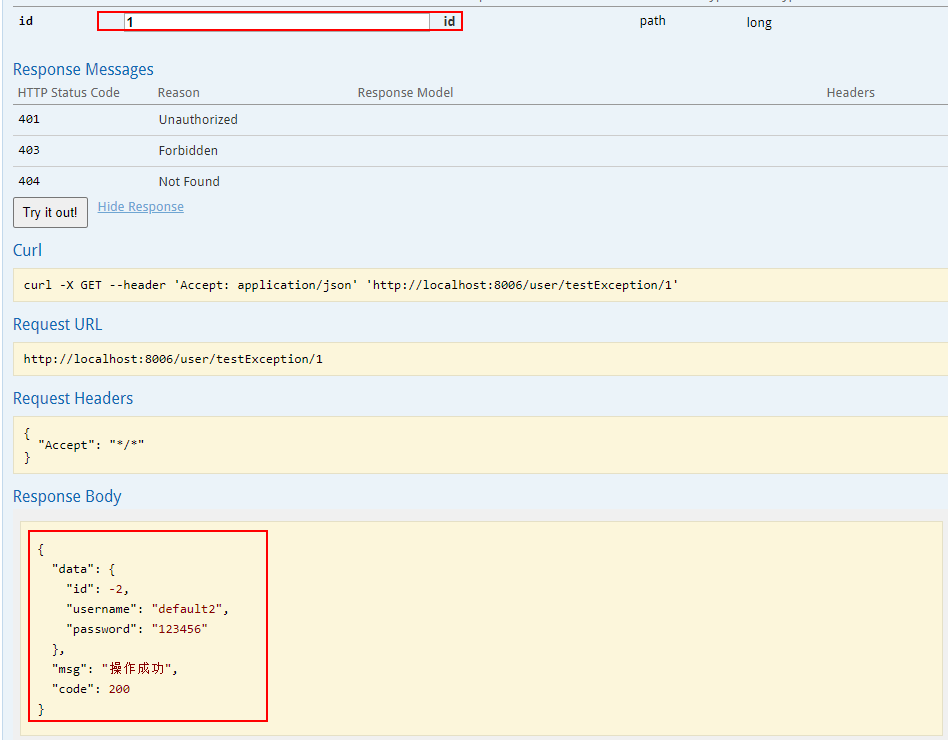 id 1 id path long
Response Messages
HTTP Status Code Reason Response Model Headers
401 Unauthorized
403 Forbidden
404 Not Found
Try it out! Hide Response
Curl
curl -X GET --header 'Accept: application/json' 'http://localhost:8006/user/testException/1'
Request URL
http://localhost:8006/user/testException/1
Request Headers
{
"Accept": "*/*"
}
Response Body
{
"data": {
"id": -2,
"username": "default2",
"password": "123456"
},
"msg": "操作成功",
"code": 200
}